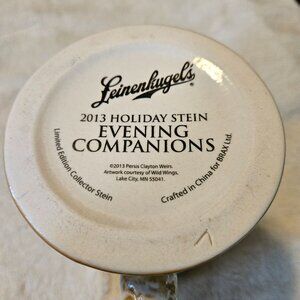 Leinenkugel's®
2013 HOLIDAY STEIN
EVENING
COMPANIONS
©2013 Persis Clayton Weirs.
Artwork courtesy of Wild Wings,
Lake City, MN 55041.
Limited Edition Collector Stein
Crafted in China for BRAX Ltd.